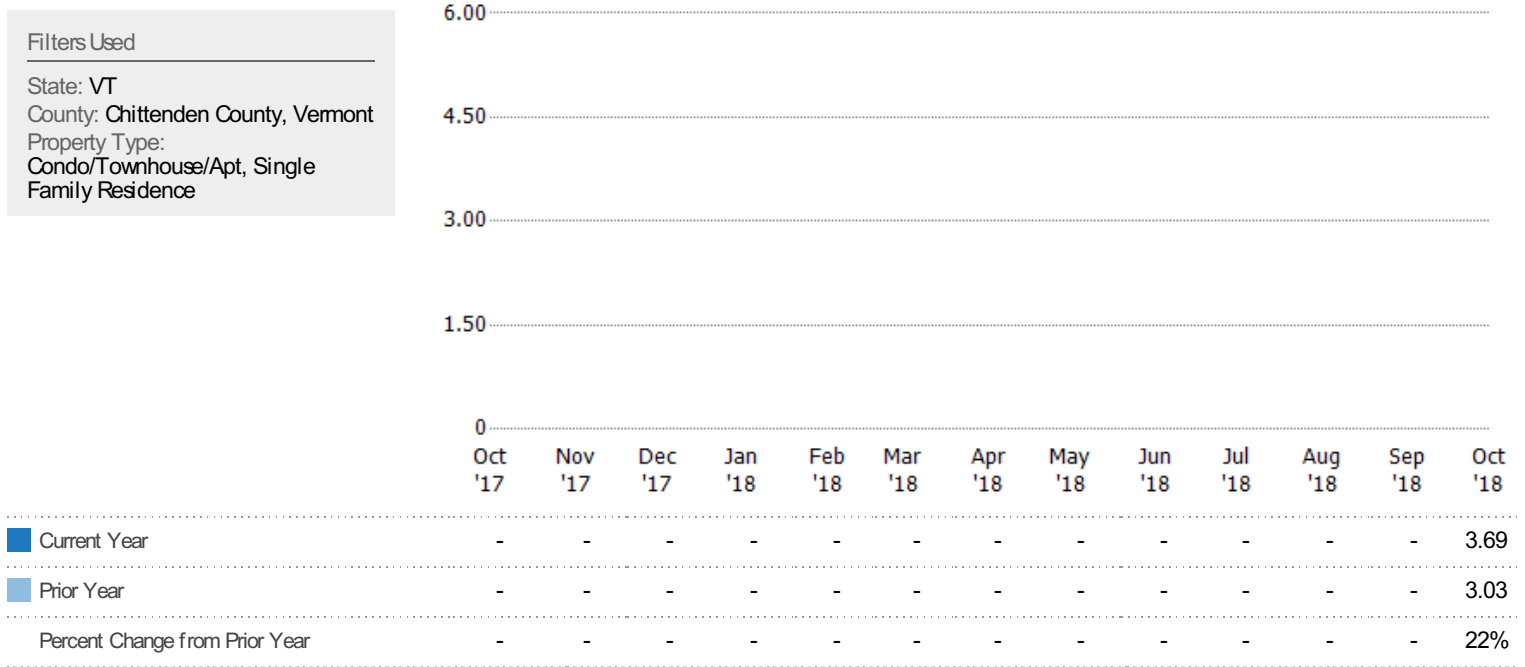 Filters Used
State: VT
County: Chittenden County, Vermont
Property Type:
Condo/Townhouse/Apt, Single
Family Residence
6.00
4.50
3.00
1.50
0
Oct Nov Dec Jan Feb Mar Apr May Jun Jul Aug Sep Oct
'17 '17 '17 '18 '18 '18 '18 '18 '18 '18 '18 '18 '18
Current Year - - - - - - - - - - - - 3.69
Prior Year - - - - - - - - - - - - 3.03
Percent Change from Prior Year - - - - - - - - - - - - 22%